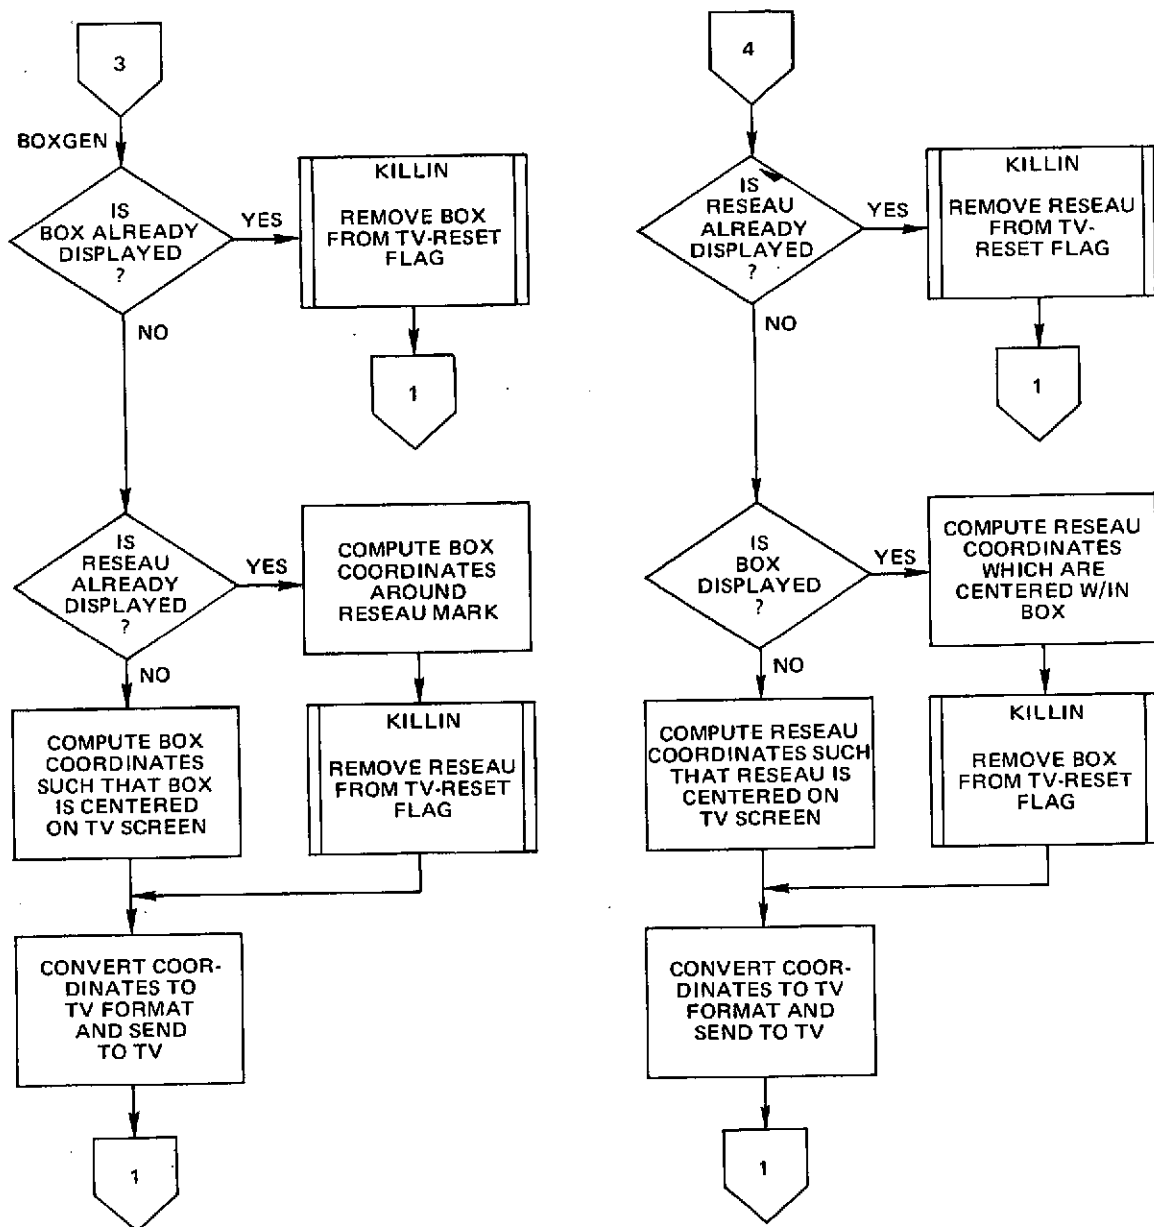 3
BOXGEN
IS
BOX ALREADY
DISPLAYED
?
YES
KILLIN
REMOVE BOX
FROM TV-RESET
FLAG
1
NO
IS
RESEAU
ALREADY
DISPLAYED
?
YES
COMPUTE BOX
COORDINATES
AROUND
RESEAU MARK
NO
COMPUTE BOX
COORDINATES
SUCH THAT BOX
IS CENTERED
ON TV SCREEN
KILLIN
REMOVE RESEAU
FROM TV-RESET
FLAG
CONVERT COOR-
DINATES TO
TV FORMAT
AND SEND
TO TV
1
4
IS
RESEAU
ALREADY
DISPLAYED
?
YES
KILLIN
REMOVE RESEAU
FROM TV-
RESET FLAG
1
NO
IS
BOX
DISPLAYED
?
YES
COMPUTE RESEAU
COORDINATES
WHICH ARE
CENTERED W/IN
BOX
NO
COMPUTE RESEAU
COORDINATES SUCH
THAT RESEAU IS
CENTERED ON
TV SCREEN
KILLIN
REMOVE BOX
FROM TV-RESET
FLAG
CONVERT COOR-
DINATES TO TV
FORMAT AND
SEND TO TV
1